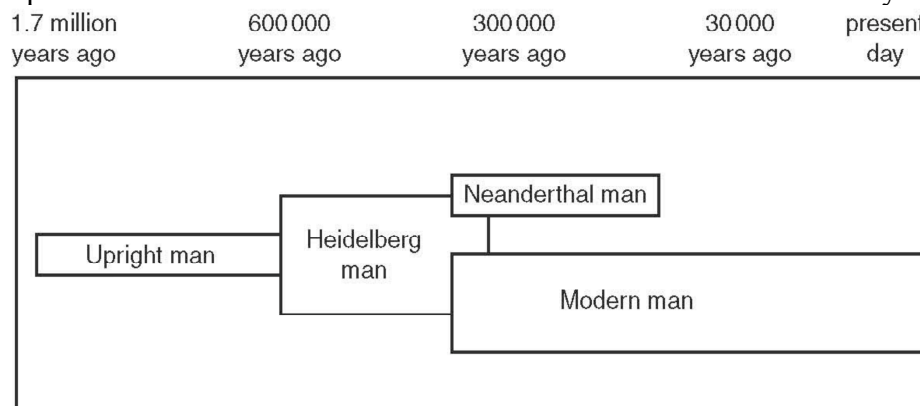 1.7 million 600 000 300 000 30 000 present
years ago years ago years ago years ago day
Neanderthal man
Upright man
Heidelberg
man
Modern man